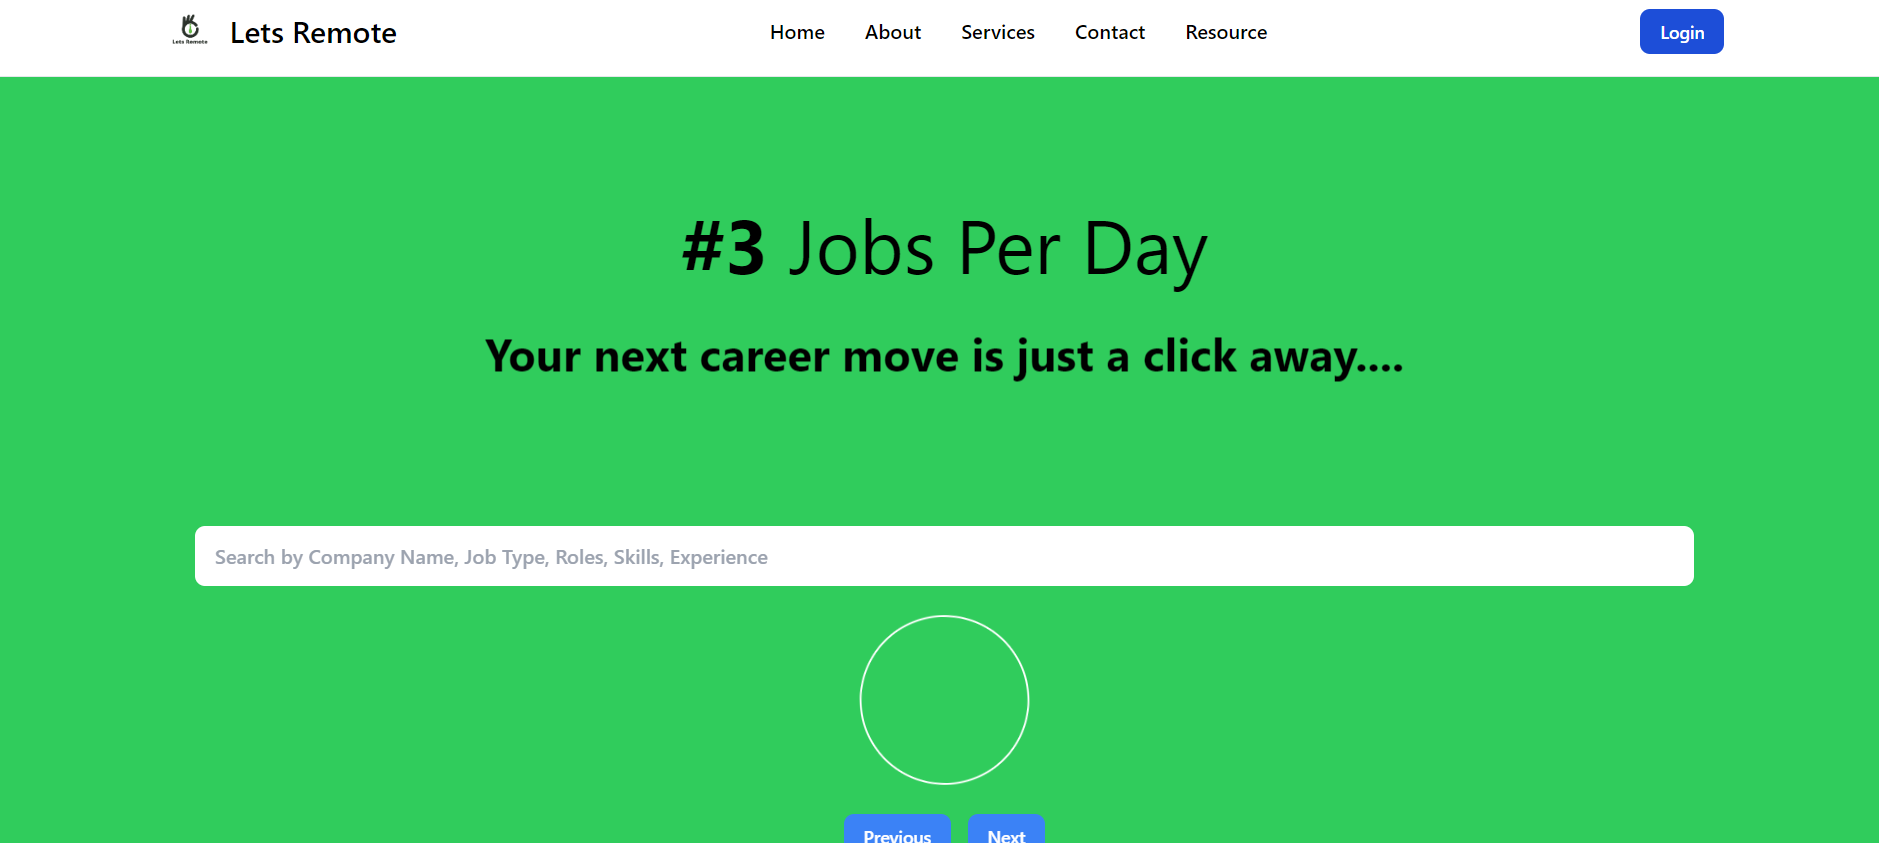 Lets Remote
Lets Remote
Home
About
Services
Contact
Resource
Login
#3 Jobs Per Day
Your next career move is just a click away....
Search by Company Name, Job Type, Roles, Skills, Experience
Previous
Next